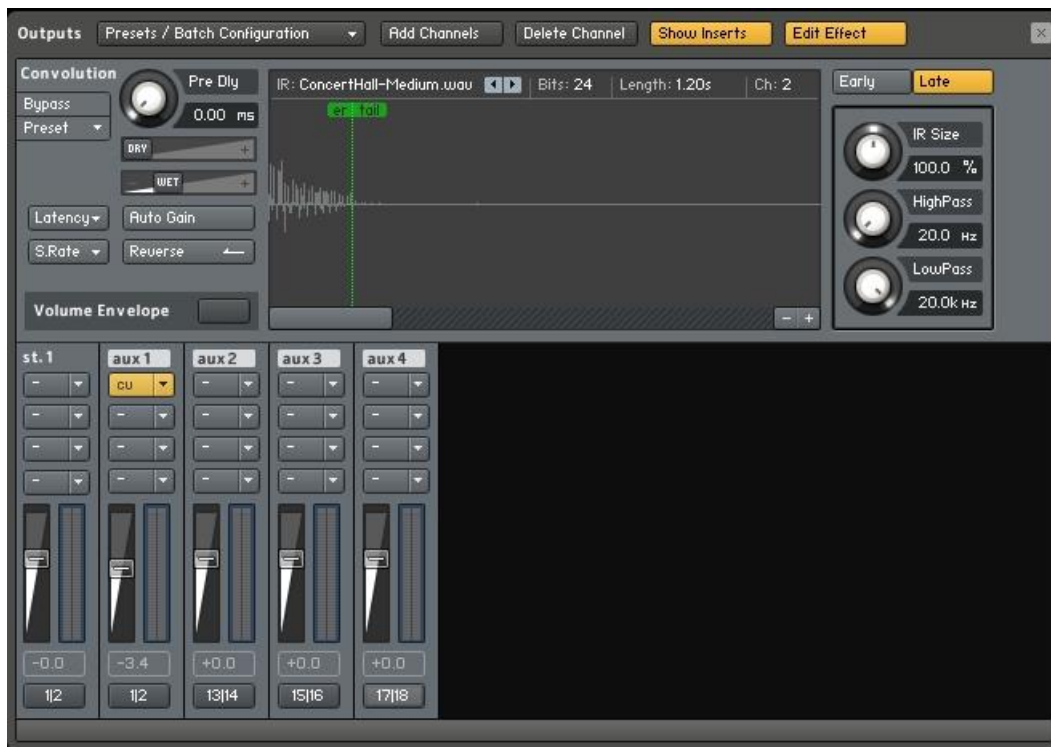 Outputs Presets / Batch Configuration Add Channels Delete Channel Show Inserts Edit Effect
Convolution Pre Dly IR: ConcertHall-Medium.wav Bits: 24 Length: 1.20s Ch: 2 Early Late
Bypass 0.00 ms er tail
Preset
DRY IR Size
100.0 %
WET HighPass
Latency Auto Gain
S.Rate Reverse 20.0 Hz
LowPass
Volume Envelope 20.0k Hz
st.1 aux 1 aux 2 aux 3 aux 4
- cv - - -
- - - - -
- - - - -
- - - - -
-0.0 -3.4 +0.0 +0.0 +0.0
1|2 1|2 13|14 15|16 17|18